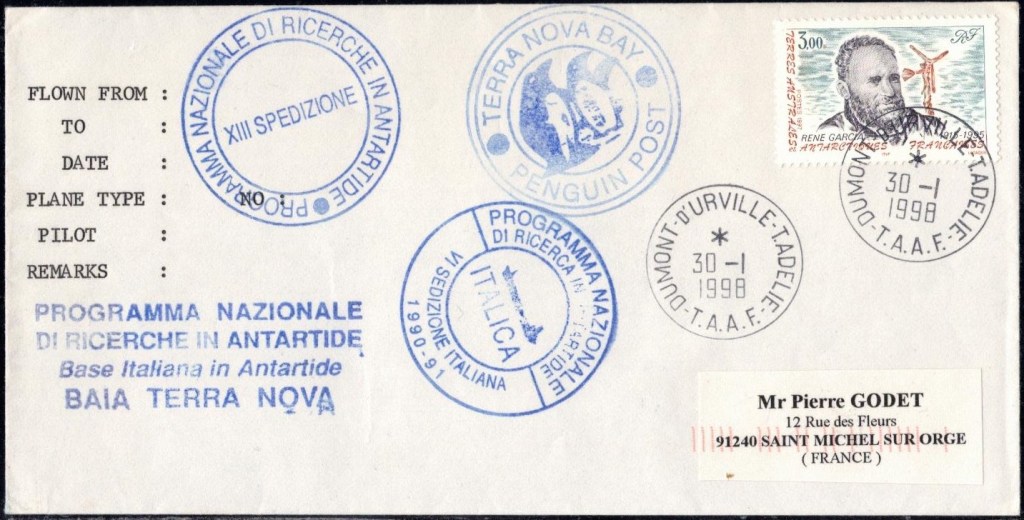 FLOWN FROM :
TO :
DATE :
PLANE TYPE : NO :
PILOT :
REMARKS :
PROGRAMMA NAZIONALE DI RICERCHE IN ANTARTIDE
XIII SPEDIZIONE
TERRA NOVA BAY
PENGUIN POST
3,00
RF
TERRES AUSTRALES
ANTARCTIQUES FRANÇAISES
RENE GARCIA 1915-1995
DUMONT-D'URVILLE-T.ADELIE
30 -1
1998
-T.A.A.F.-
DUMONT-D'URVILLE-T.ADELIE
30 -1
1998
-T.A.A.F.-
PROGRAMMA NAZIONALE
DI RICERCA IN ANTARTIDE
ITALICA
VI SEDIZIONE ITALIANA
1990-91
PROGRAMMA NAZIONALE
DI RICERCHE IN ANTARTIDE
Base Italiana in Antartide
BAIA TERRA NOVA
Mr Pierre GODET
12 Rue des Fleurs
91240 SAINT MICHEL SUR ORGE
( FRANCE )